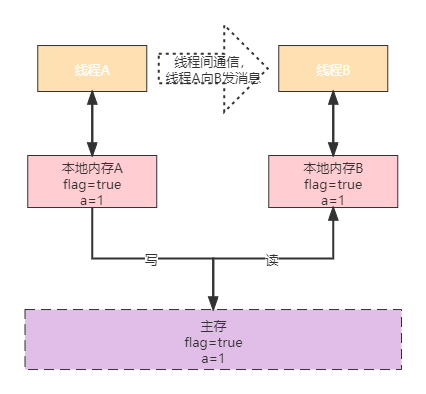 线程A
线程间通信，
线程A向B发消息
线程B
本地内存A
flag=true
a=1
本地内存B
flag=true
a=1
写
读
主存
flag=true
a=1